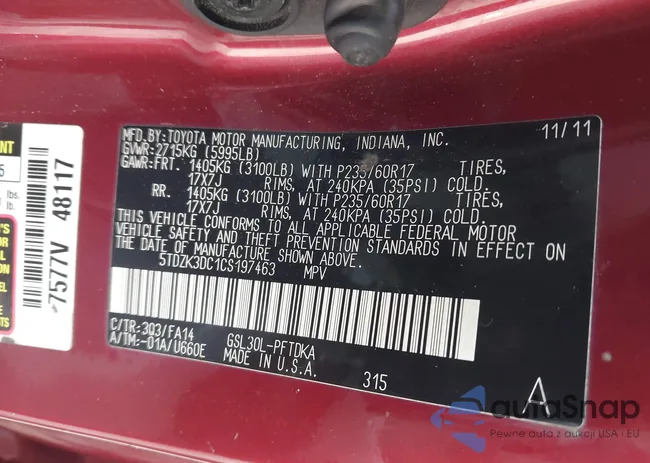 MFD. BY: TOYOTA MOTOR MANUFACTURING, INDIANA, INC. 11/11
GVWR: 2715KG (5995LB)
GAWR: FRT. 1405KG (3100LB) WITH P235/60R17 TIRES,
17X7J RIMS, AT 240KPA (35PSI) COLD.
RR. 1405KG (3100LB) WITH P235/60R17 TIRES,
17X7J RIMS, AT 240KPA (35PSI) COLD.
THIS VEHICLE CONFORMS TO ALL APPLICABLE FEDERAL MOTOR
VEHICLE SAFETY AND THEFT PREVENTION STANDARDS IN EFFECT ON
THE DATE OF MANUFACTURE SHOWN ABOVE.
5TDZK3DC1CS197463 MPV
C/TR: 3Q3/FA14 GSL30L-PFTDKA
A/TM: -01A/U660E MADE IN U.S.A.
315
A
7577V 48117
lbs.
autaSnap
Pewne auta z aukcji USA i EU